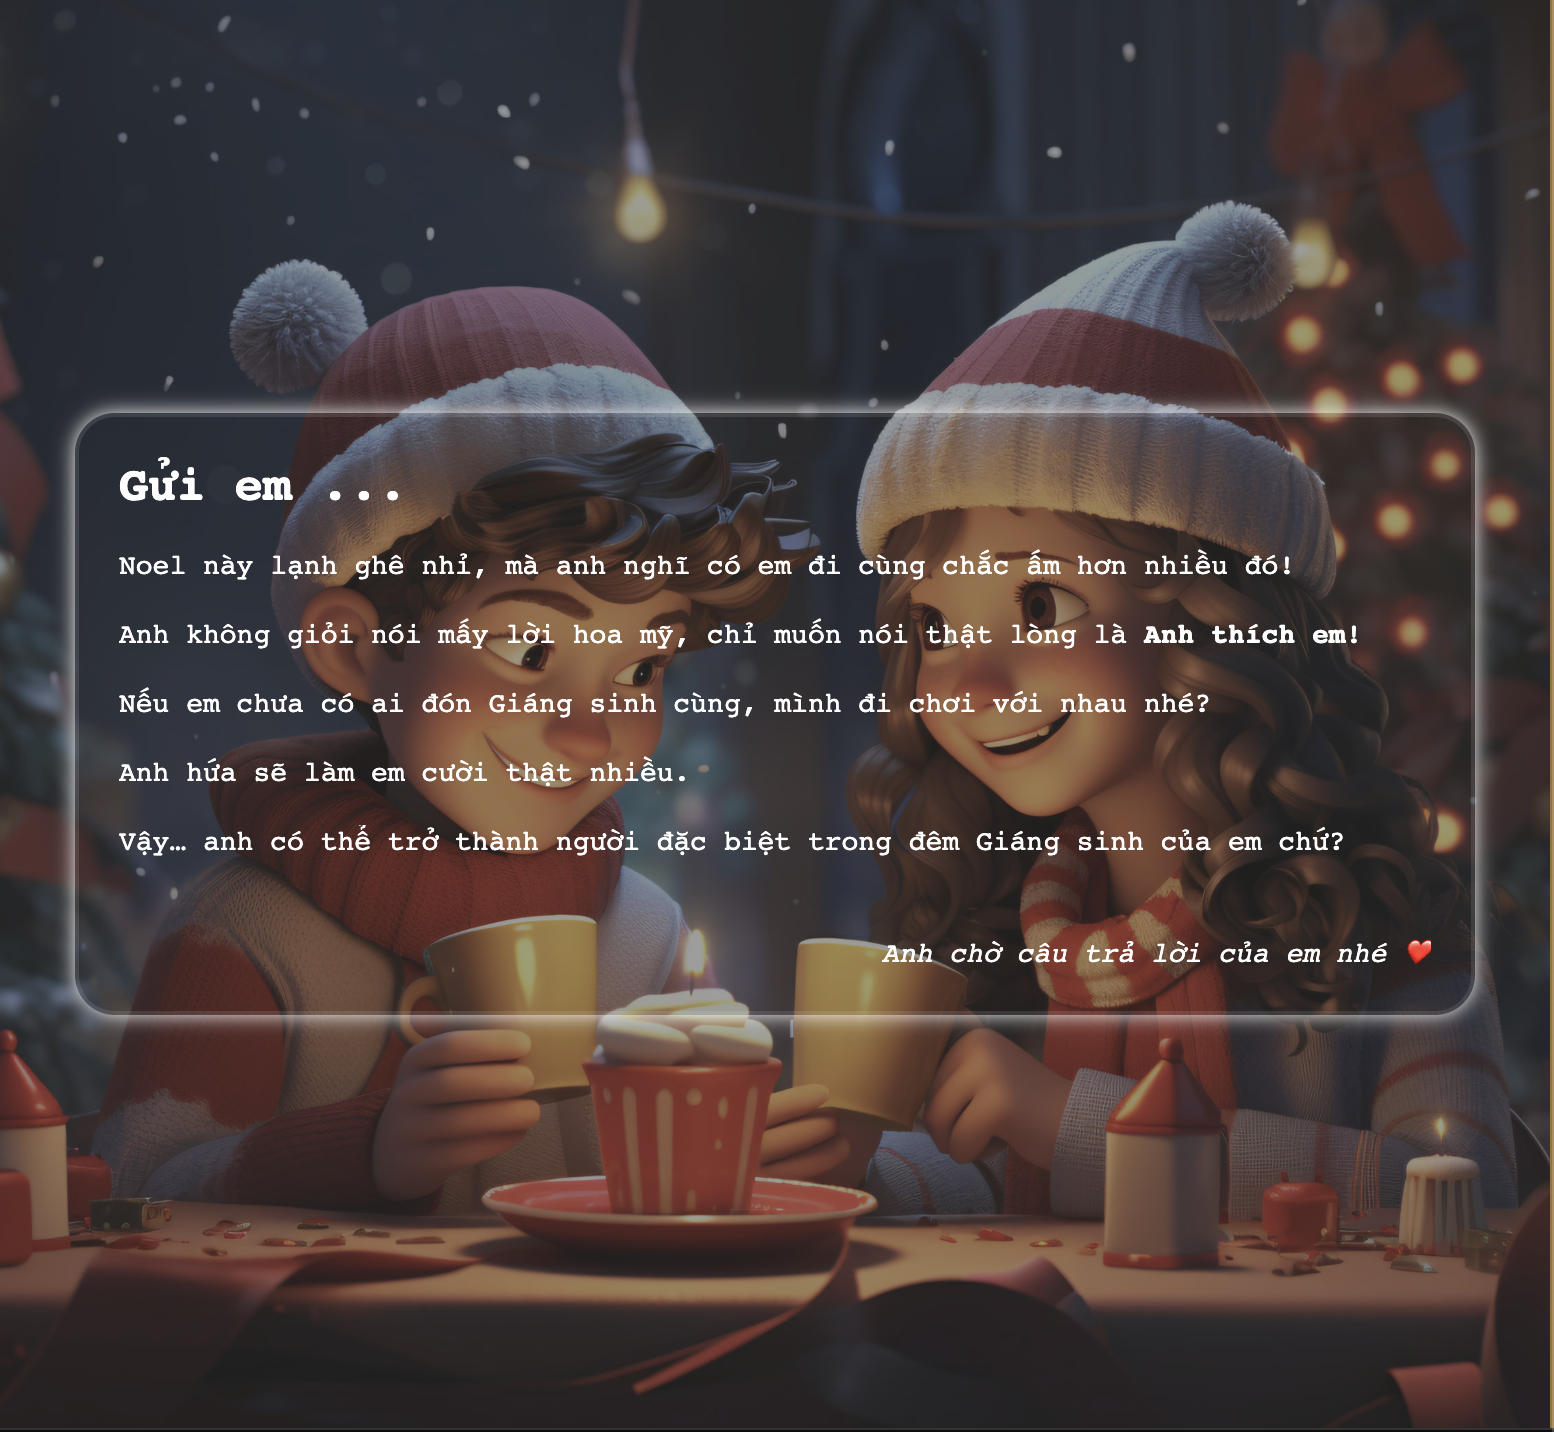 Gửi em ...
Noel này lạnh ghê nhỉ, mà anh nghĩ có em đi cùng chắc ấm hơn nhiều đó!
Anh không giỏi nói mấy lời hoa mỹ, chỉ muốn nói thật lòng là Anh thích em!
Nếu em chưa có ai đón Giáng sinh cùng, mình đi chơi với nhau nhé?
Anh hứa sẽ làm em cười thật nhiều.
Vậy… anh có thể trở thành người đặc biệt trong đêm Giáng sinh của em chứ?
Anh chờ câu trả lời của em nhé ❤️